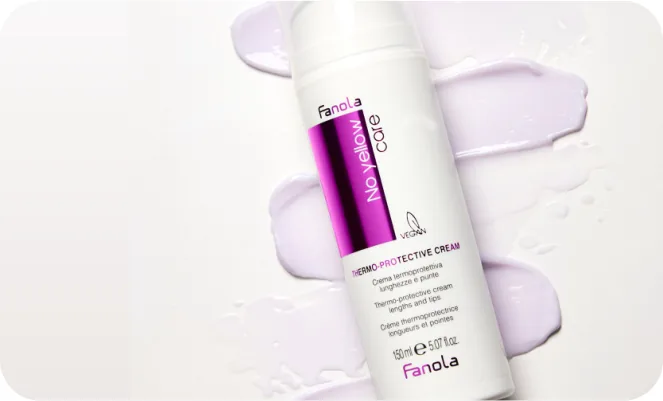 Fanola
No yellow
care
VEGAN
THERMO-PROTECTIVE CREAM
Crema termoprotettiva
lunghezze e punte
Thermo-protective cream
lengths and tips
Crème thermoprotectrice
longueurs et pointes
150 ml ℮ 5.07 fl.oz.
Fanola